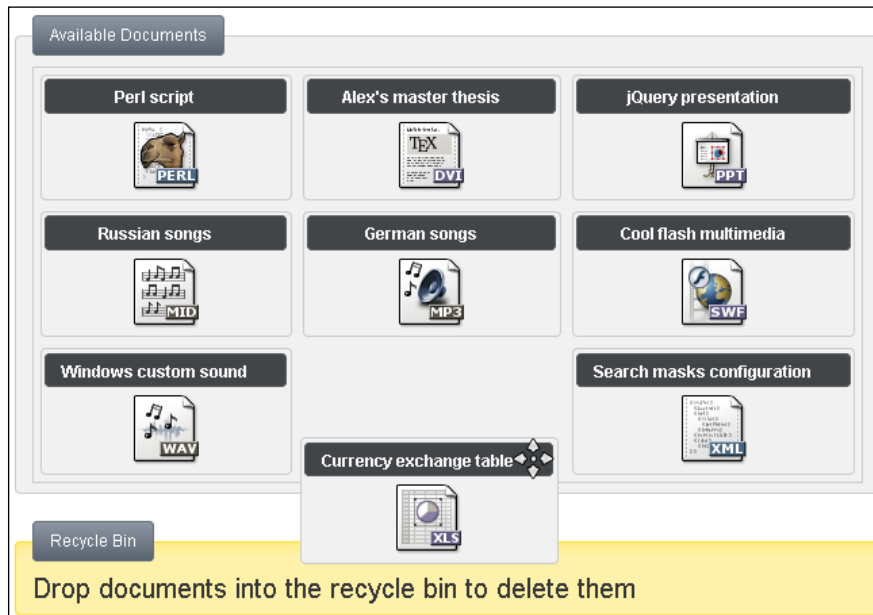 Available Documents
Perl script
Alex's master thesis
jQuery presentation
PERL
TEX
DVI
PPT
Russian songs
German songs
Cool flash multimedia
MID
MP3
SWF
Windows custom sound
Search masks configuration
WAV
XML
Currency exchange table
XLS
Recycle Bin
Drop documents into the recycle bin to delete them